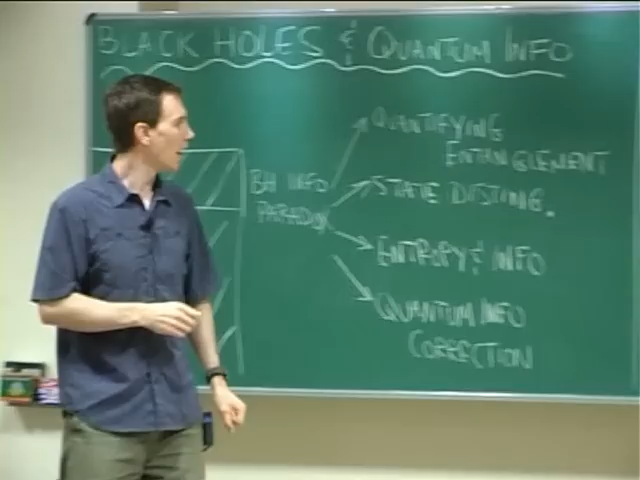 BLACK HOLES & QUANTUM INFO
BH INFO
PARADOX
QUANTIFYING
ENTANGLEMENT
STATE DISTING.
ENTROPY & INFO
QUANTUM INFO
CORRECTION